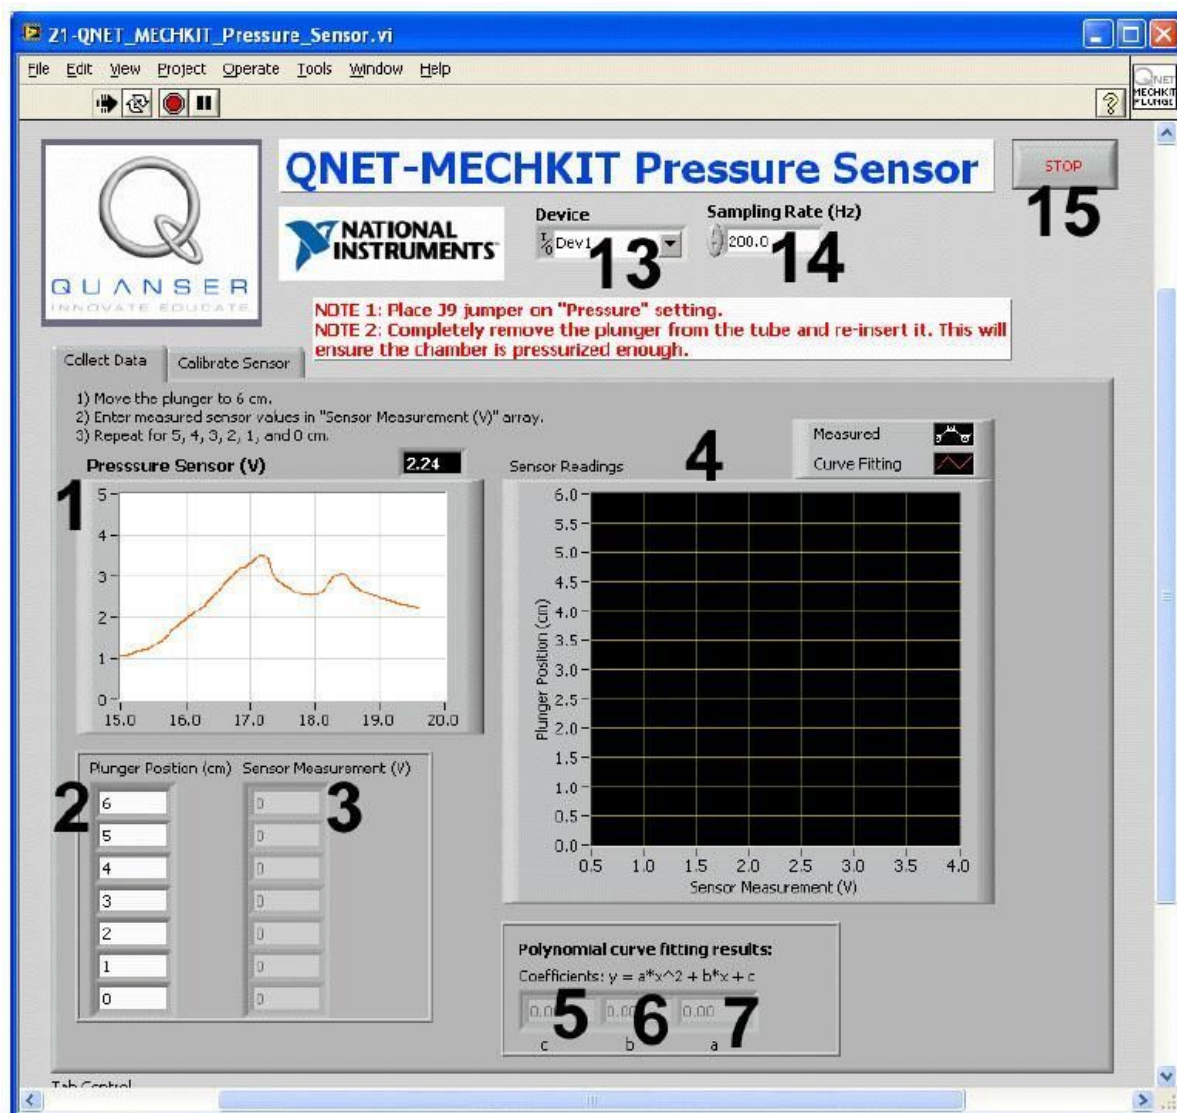 21-QNET_MECHKIT_Pressure_Sensor.vi
File Edit View Project Operate Tools Window Help
QNET
MECHKIT
PLUNGE
?
QUANSER
INNOVATE EDUCATE
QNET-MECHKIT Pressure Sensor
STOP
15
NATIONAL
INSTRUMENTS
Device
Dev1
13
Sampling Rate (Hz)
200.0
14
NOTE 1: Place J9 jumper on "Pressure" setting.
NOTE 2: Completely remove the plunger from the tube and re-insert it. This will
ensure the chamber is pressurized enough.
Collect Data Calibrate Sensor
1) Move the plunger to 6 cm.
2) Enter measured sensor values in "Sensor Measurement (V)" array.
3) Repeat for 5, 4, 3, 2, 1, and 0 cm.
Presssure Sensor (V) 2.24
1
5
4
3
2
1
0
15.0 16.0 17.0 18.0 19.0 20.0
Sensor Readings
4
Measured
Curve Fitting
6.0
5.5
5.0
4.5
4.0
3.5
3.0
2.5
2.0
1.5
1.0
0.5
0.0
Plunger Position (cm)
0.5 1.0 1.5 2.0 2.5 3.0 3.5 4.0
Sensor Measurement (V)
Plunger Position (cm) Sensor Measurement (V)
2 3
6 0
5 0
4 0
3 0
2 0
1 0
0 0
Polynomial curve fitting results:
Coefficients: y = a*x^2 + b*x + c
0.00 0.00 0.00
5 6 7
c b a
Tab Control